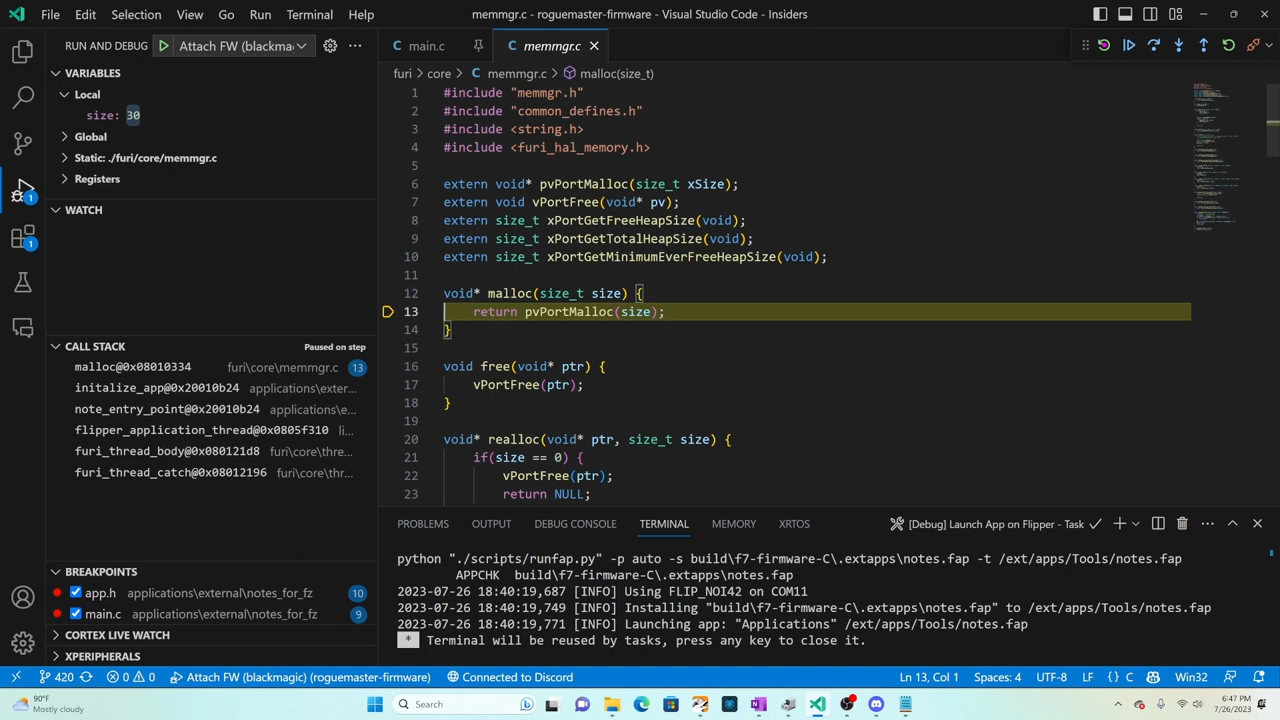 File Edit Selection View Go Run Terminal Help memmgr.c - roguemaster-firmware - Visual Studio Code - Insiders
RUN AND DEBUG Attach FW (blackma( ···
VARIABLES
Local
size: 30
Global
Static: ./furi/core/memmgr.c
Registers
WATCH
CALL STACK Paused on step
malloc@0x08010334 furi\core\memmgr.c 13
initalize_app@0x20010b24 applications\exter...
note_entry_point@0x20010b24 applications\e...
flipper_application_thread@0x0805f310 li...
furi_thread_body@0x080121d8 furi\core\thre...
furi_thread_catch@0x08012196 furi\core\thr...
BREAKPOINTS
app.h applications\external\notes_for_fz 10
main.c applications\external\notes_for_fz 9
CORTEX LIVE WATCH
XPERIPHERALS
1
1
C main.c C memmgr.c
furi > core > C memmgr.c > malloc(size_t)
1 #include "memmgr.h"
2 #include "common_defines.h"
3 #include <string.h>
4 #include <furi_hal_memory.h>
5
6 extern void* pvPortMalloc(size_t xSize);
7 extern void vPortFree(void* pv);
8 extern size_t xPortGetFreeHeapSize(void);
9 extern size_t xPortGetTotalHeapSize(void);
10 extern size_t xPortGetMinimumEverFreeHeapSize(void);
11
12 void* malloc(size_t size) {
13 return pvPortMalloc(size);
14 }
15
16 void free(void* ptr) {
17 vPortFree(ptr);
18 }
19
20 void* realloc(void* ptr, size_t size) {
21 if(size == 0) {
22 vPortFree(ptr);
23 return NULL;
PROBLEMS OUTPUT DEBUG CONSOLE TERMINAL MEMORY XRTOS [Debug] Launch App on Flipper - Task
python "./scripts/runfap.py" -p auto -s build\f7-firmware-C\.extapps\notes.fap -t /ext/apps/Tools/notes.fap
APPCHK build\f7-firmware-C\.extapps\notes.fap
2023-07-26 18:40:19,687 [INFO] Using FLIP_NOI42 on COM11
2023-07-26 18:40:19,749 [INFO] Installing "build\f7-firmware-C\.extapps\notes.fap" to /ext/apps/Tools/notes.fap
2023-07-26 18:40:19,771 [INFO] Launching app: "Applications" /ext/apps/Tools/notes.fap
* Terminal will be reused by tasks, press any key to close it.
420 0 0 Attach FW (blackmagic) (roguemaster-firmware) Connected to Discord Ln 13, Col 1 Spaces: 4 UTF-8 LF {} C Win32
90°F
Mostly cloudy
Search
6:47 PM
7/26/2023